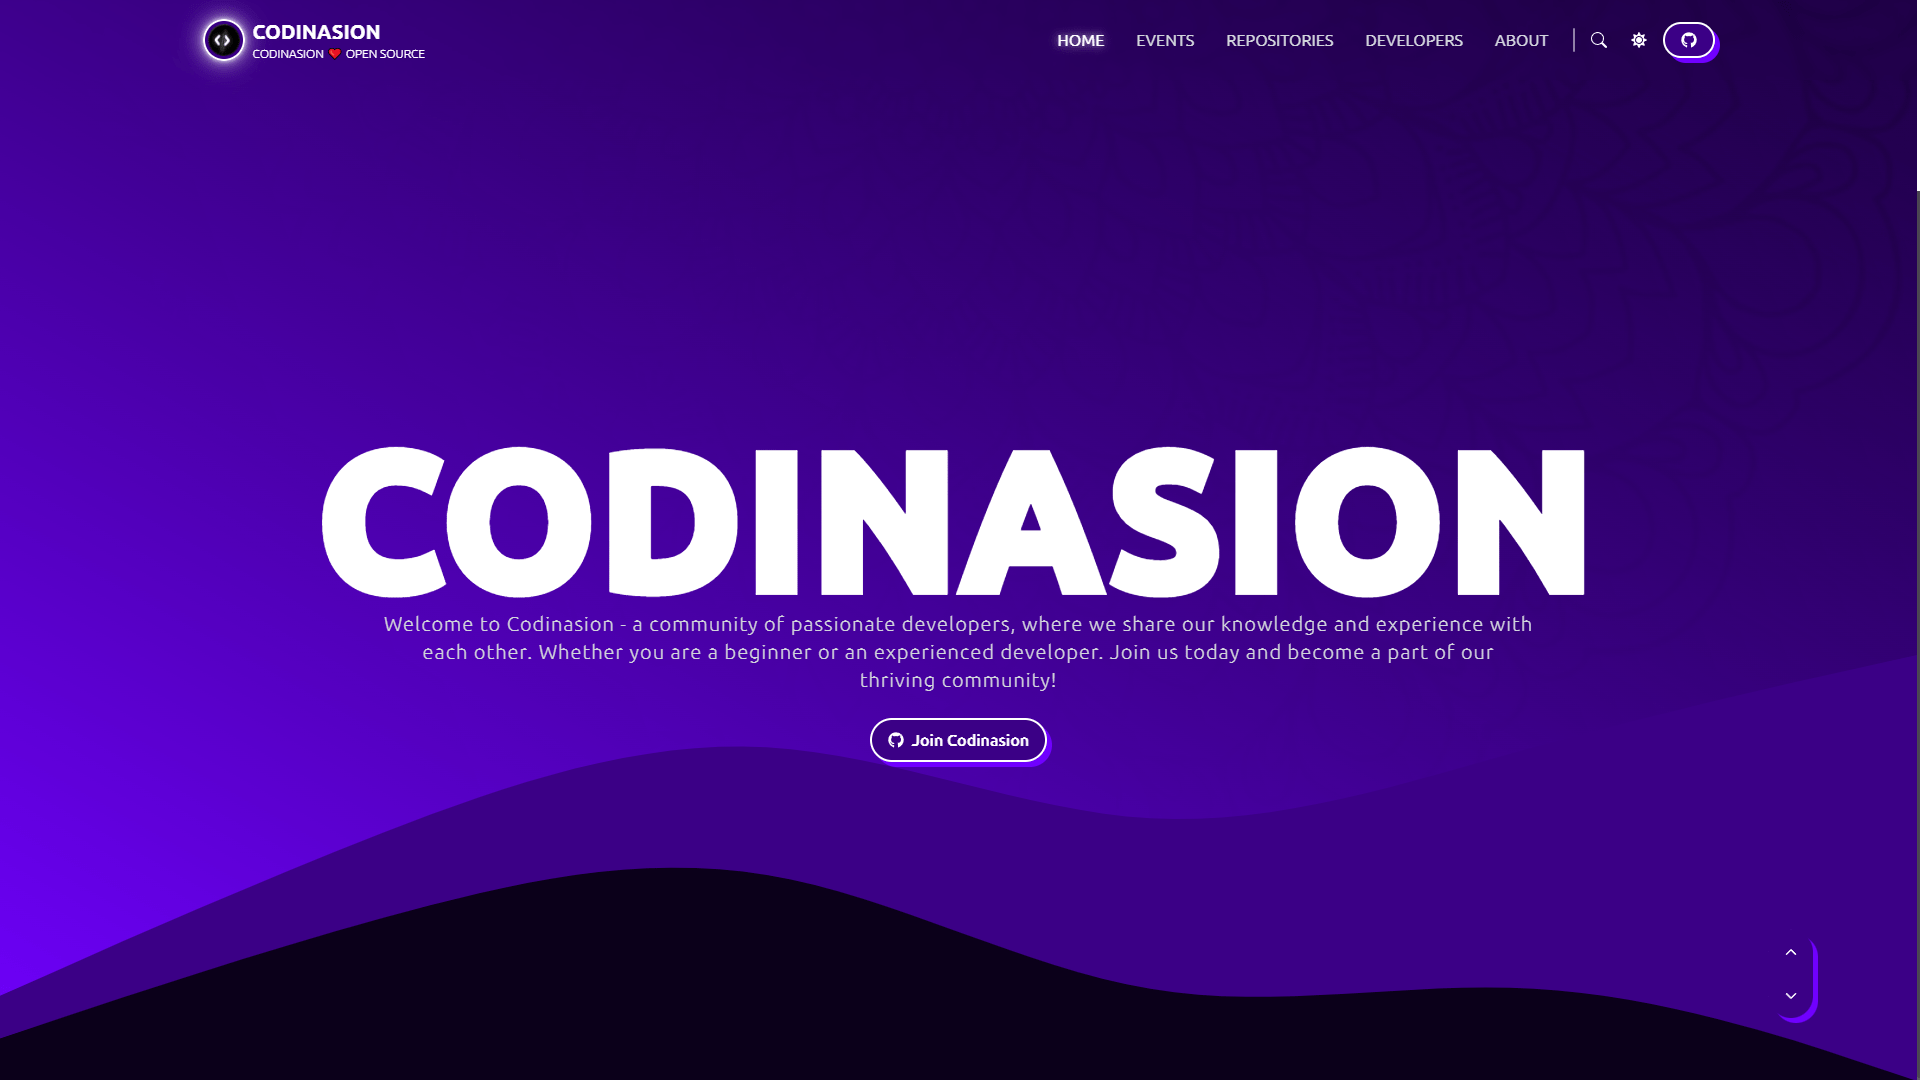 CODINASION
CODINASION ❤️ OPEN SOURCE
HOME EVENTS REPOSITORIES DEVELOPERS ABOUT
CODINASION
Welcome to Codinasion - a community of passionate developers, where we share our knowledge and experience with
each other. Whether you are a beginner or an experienced developer. Join us today and become a part of our
thriving community!
Join Codinasion